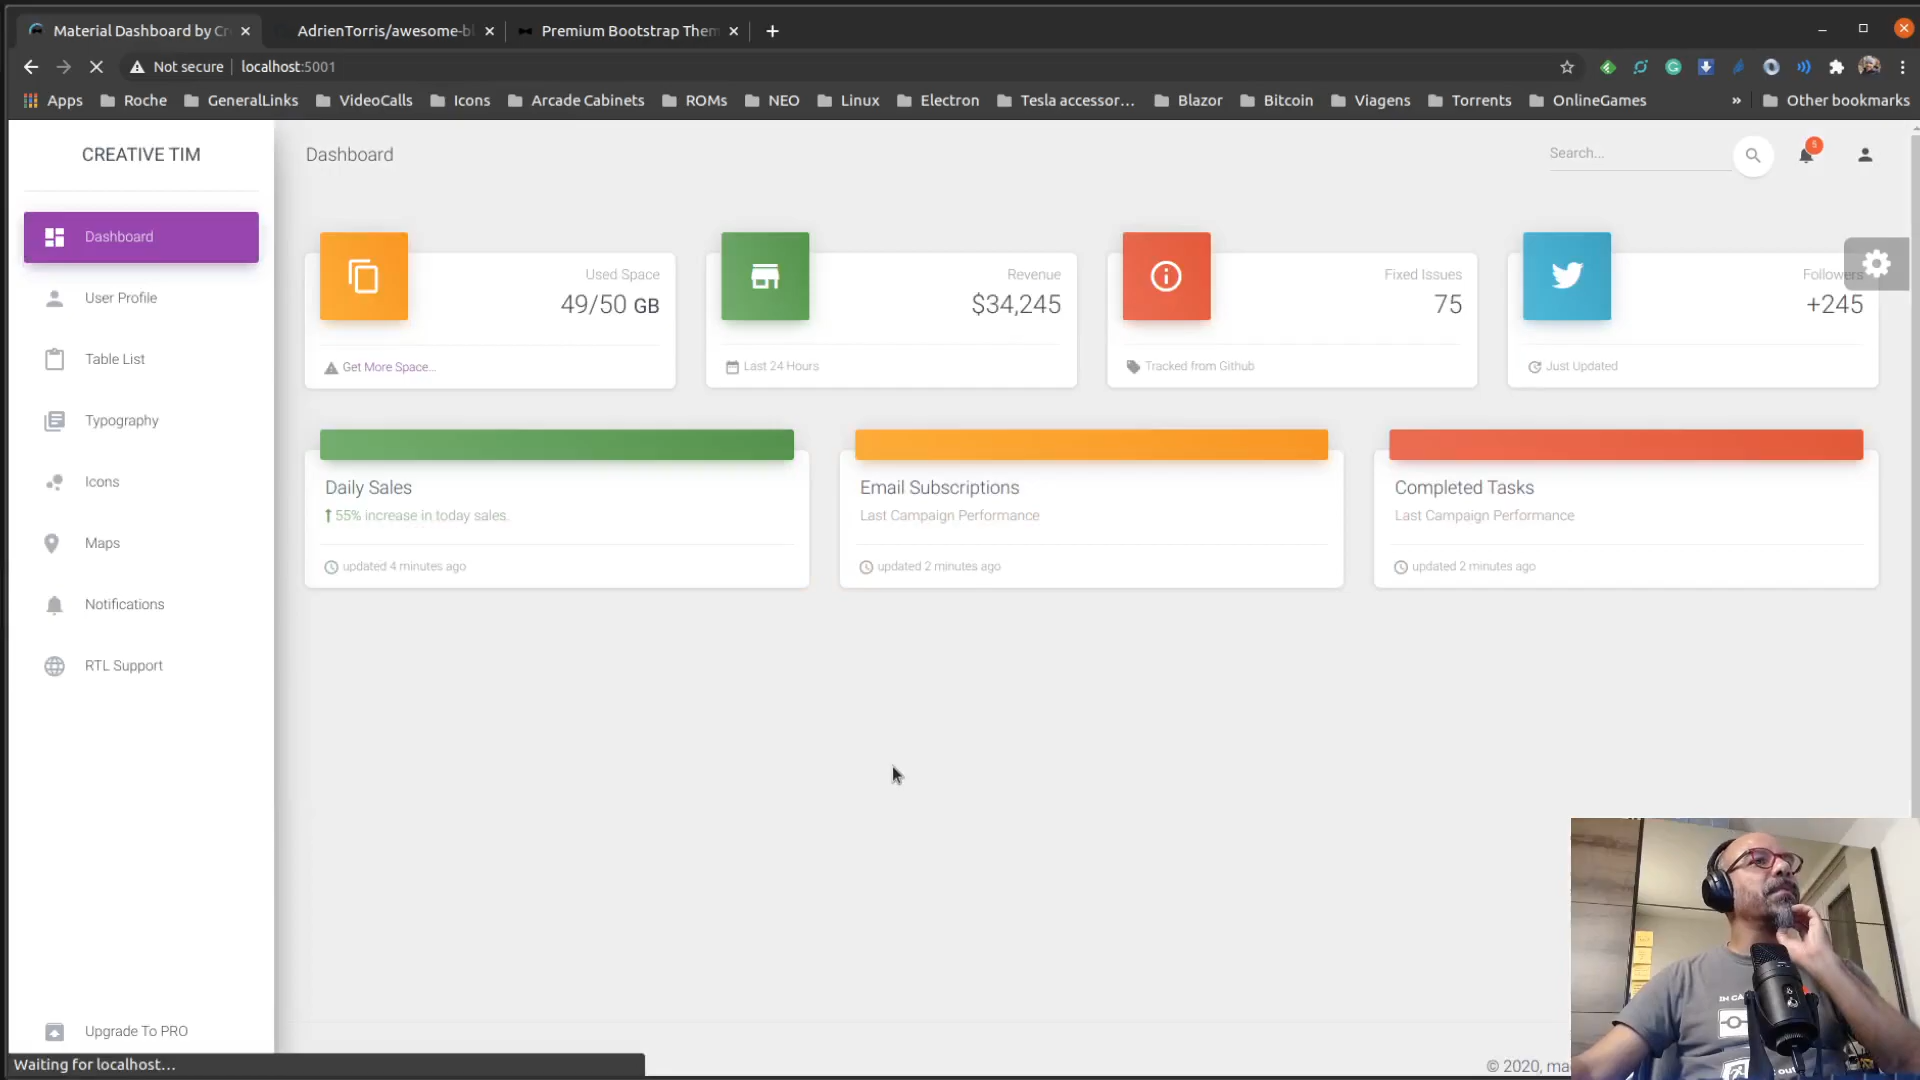 Material Dashboard by Cr
AdrienTorris/awesome-bl
Premium Bootstrap Them
Not secure
localhost:5001
Apps
Roche
GeneralLinks
VideoCalls
Icons
Arcade Cabinets
ROMs
NEO
Linux
Electron
Tesla accessor...
Blazor
Bitcoin
Viagens
Torrents
OnlineGames
»
Other bookmarks
CREATIVE TIM
Dashboard
Search...
5
Dashboard
User Profile
Table List
Typography
Icons
Maps
Notifications
RTL Support
Upgrade To PRO
Used Space
49/50 GB
Get More Space...
Revenue
$34,245
Last 24 Hours
Fixed Issues
75
Tracked from Github
Followers
+245
Just Updated
Daily Sales
55% increase in today sales.
updated 4 minutes ago
Email Subscriptions
Last Campaign Performance
updated 2 minutes ago
Completed Tasks
Last Campaign Performance
updated 2 minutes ago
Waiting for localhost...
© 2020, ma